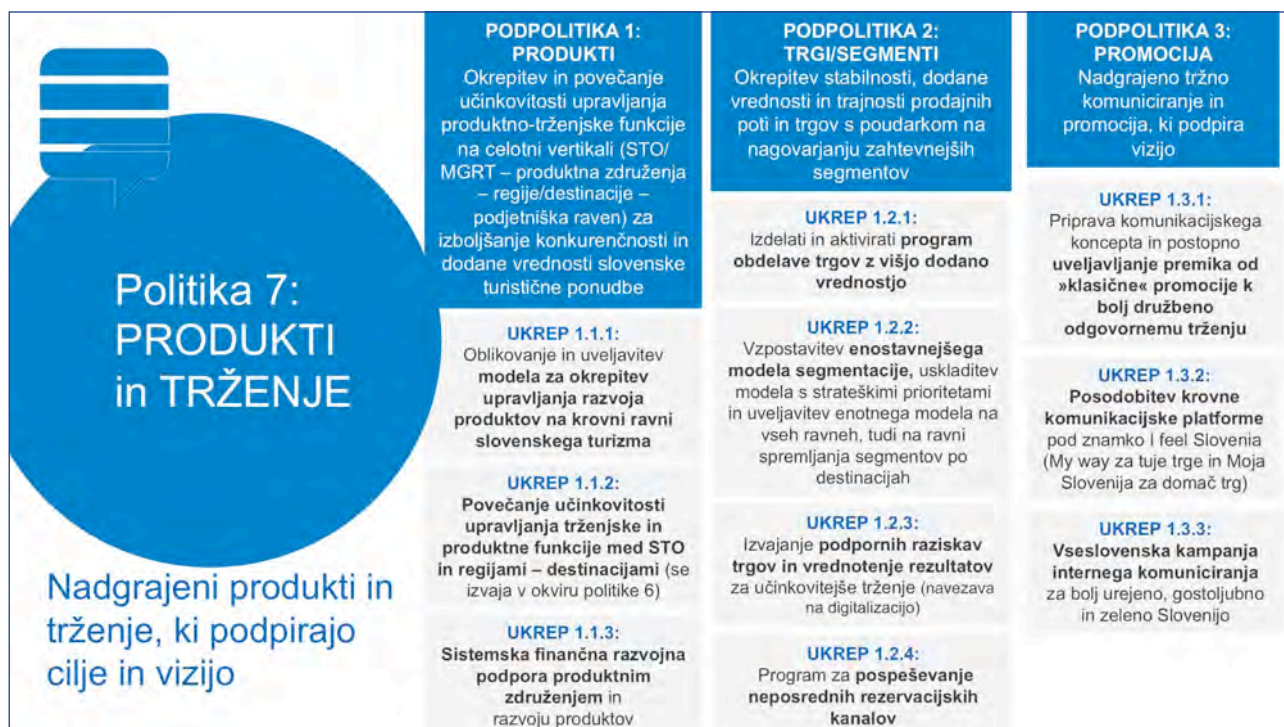 Politika 7:
PRODUKTI
in TRŽENJE
Nadgrajeni produkti in
trženje, ki podpirajo
cilje in vizijo
PODPOLITIKA 1:
PRODUKTI
Okrepitev in povečanje
učinkovitosti upravljanja
produktno-trženjske funkcije
na celotni vertikali (STO/
MGRT – produktna združenja
– regije/destinacije –
podjetniška raven) za
izboljšanje konkurenčnosti in
dodane vrednosti slovenske
turistične ponudbe
UKREP 1.1.1:
Oblikovanje in uveljavitev
modela za okrepitev
upravljanja razvoja
produktov na krovni ravni
slovenskega turizma
UKREP 1.1.2:
Povečanje učinkovitosti
upravljanja trženjske in
produktne funkcije med STO
in regijami – destinacijami (se
izvaja v okviru politike 6)
UKREP 1.1.3:
Sistemska finančna razvojna
podpora produktnim
združenjem in
razvoju produktov
PODPOLITIKA 2:
TRGI/SEGMENTI
Okrepitev stabilnosti, dodane
vrednosti in trajnosti prodajnih
poti in trgov s poudarkom na
nagovarjanju zahtevnejših
segmentov
UKREP 1.2.1:
Izdelati in aktivirati program
obdelave trgov z višjo dodano
vrednostjo
UKREP 1.2.2:
Vzpostavitev enostavnejšega
modela segmentacije, uskladitev
modela s strateškimi prioritetami
in uveljavitev enotnega modela na
vseh ravneh, tudi na ravni
spremljanja segmentov po
destinacijah
UKREP 1.2.3:
Izvajanje podpornih raziskav
trgov in vrednotenje rezultatov
za učinkovitejše trženje (navezava
na digitalizacijo)
UKREP 1.2.4:
Program za pospeševanje
neposrednih rezervacijskih
kanalov
PODPOLITIKA 3:
PROMOCIJA
Nadgrajeno tržno
komuniciranje in
promocija, ki podpira
vizijo
UKREP 1.3.1:
Priprava komunikacijskega
koncepta in postopno
uveljavljanje premika od
»klasične« promocije k
bolj družbeno
odgovornemu trženju
UKREP 1.3.2:
Posodobitev krovne
komunikacijske platforme
pod znamko I feel Slovenia
(My way za tuje trge in Moja
Slovenija za domač trg)
UKREP 1.3.3:
Vseslovenska kampanja
internega komuniciranja
za bolj urejeno, gostoljubno
in zeleno Slovenijo